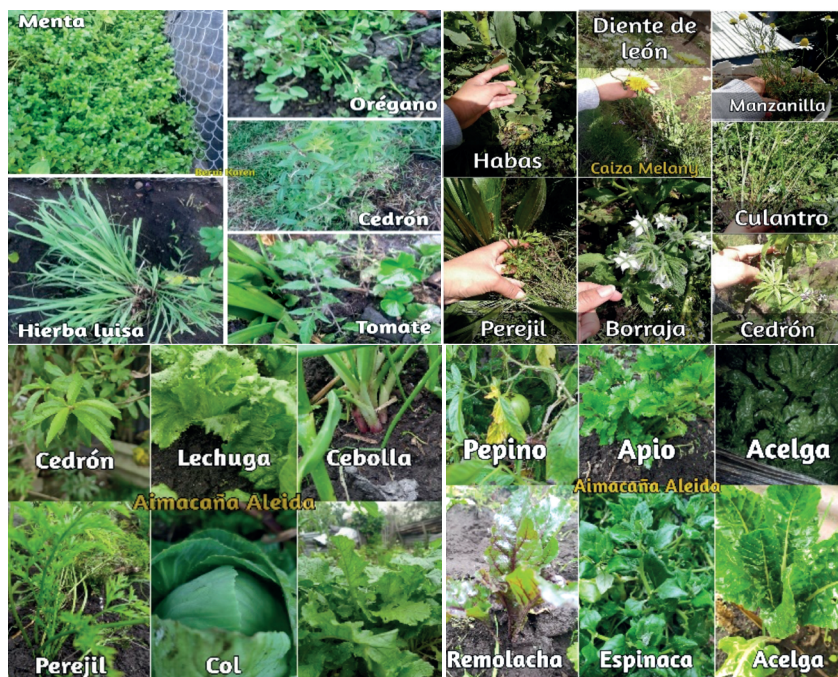 Menta
Orégano
Cedrón
Hierba luisa
Tomate
Habas
Diente de
león
Manzanilla
Caiza Melany
Culantro
Perejil
Borraja
Cedrón
Cedrón
Lechuga
Cebolla
Aimacaña Aleida
Perejil
Col
Pepino
Apio
Acelga
Aimacaña Aleida
Remolacha
Espinaca
Acelga